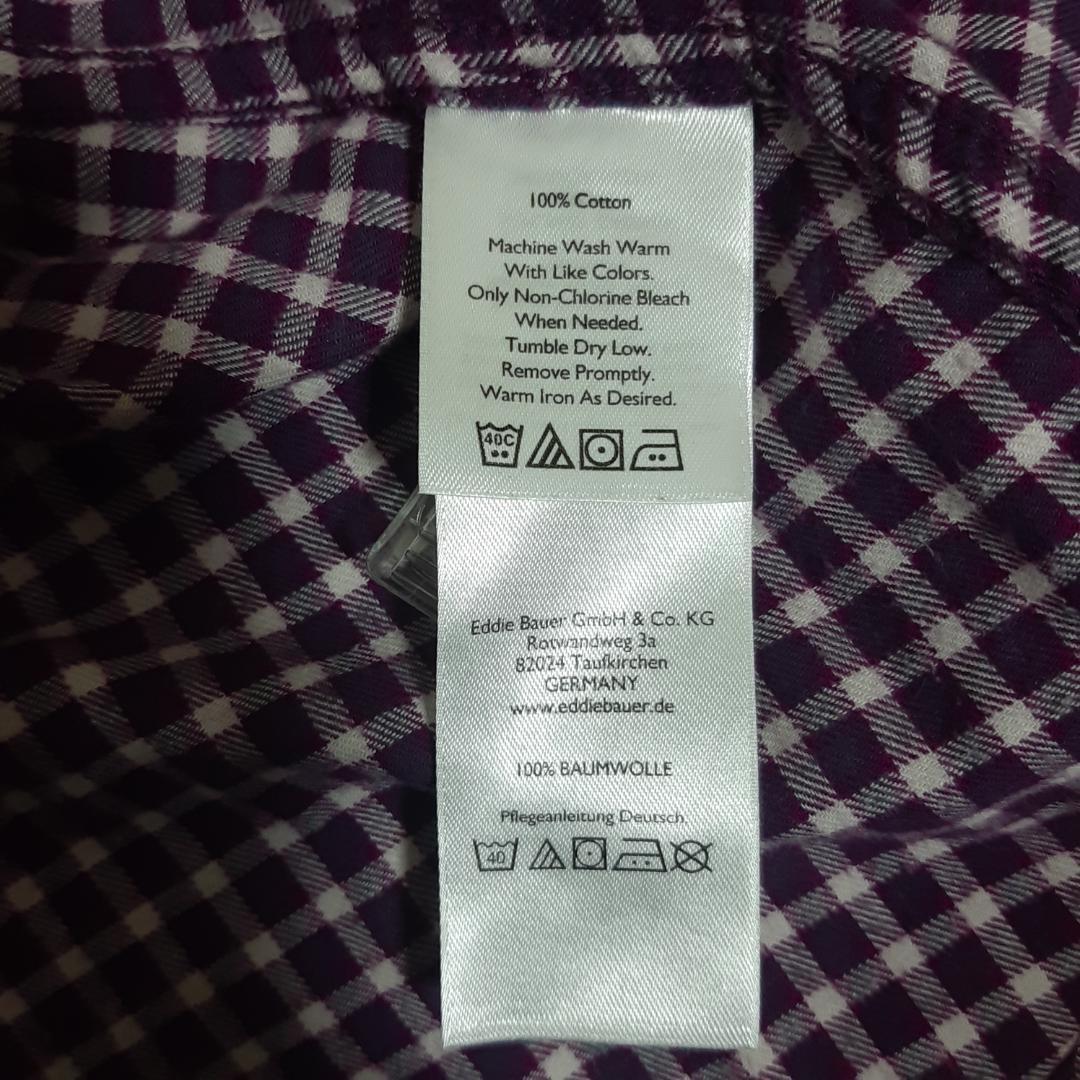 100% Cotton
Machine Wash Warm
With Like Colors.
Only Non-Chlorine Bleach
When Needed.
Tumble Dry Low.
Remove Promptly.
Warm Iron As Desired.
40C
Eddie Bauer GmbH & Co. KG
Rotwandweg 3a
82024 Taufkirchen
GERMANY
www.eddiebauer.de
100% BAUMWOLLE
Pflegeanleitung Deutsch.
40